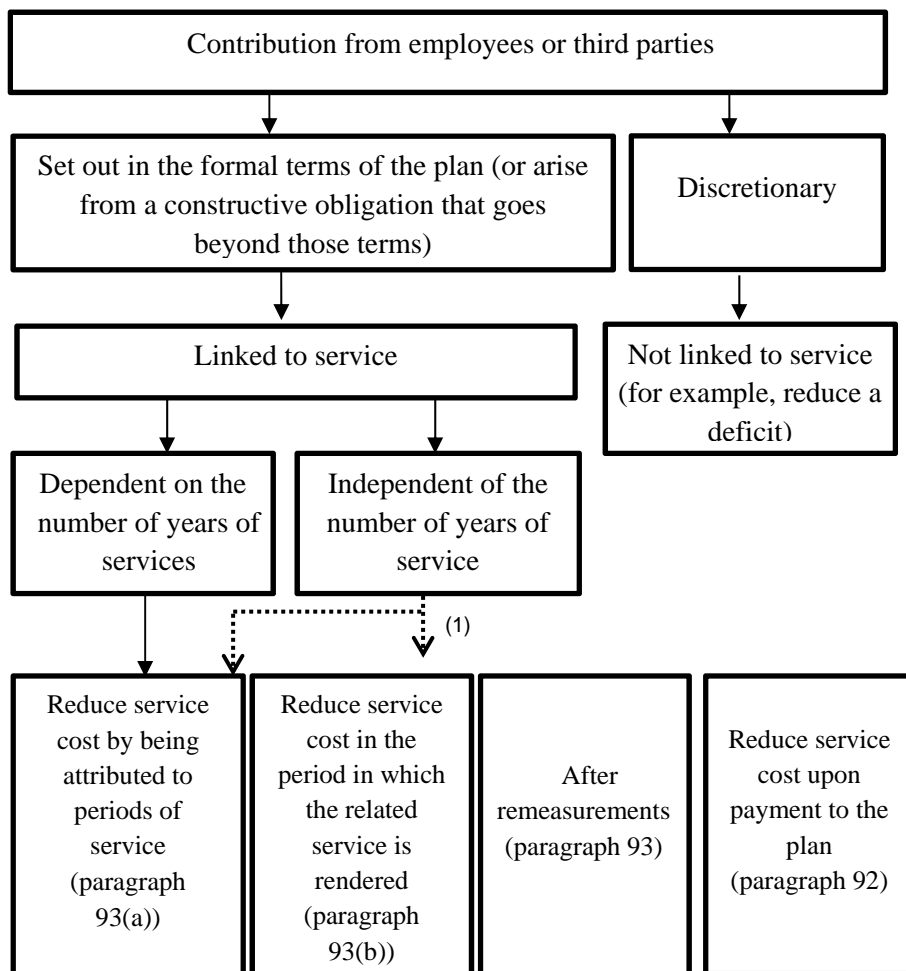 Contribution from employees or third parties
Set out in the formal terms of the plan (or arise
from a constructive obligation that goes
beyond those terms)
Discretionary
Linked to service
Not linked to service
(for example, reduce a
deficit)
Dependent on the
number of years of
services
Independent of the
number of years of
service
(1)
Reduce service
cost by being
attributed to
periods of
service
(paragraph
93(a))
Reduce service
cost in the
period in which
the related
service is
rendered
(paragraph
93(b))
After
remeasurements
(paragraph 93)
Reduce service
cost upon
payment to the
plan
(paragraph 92)